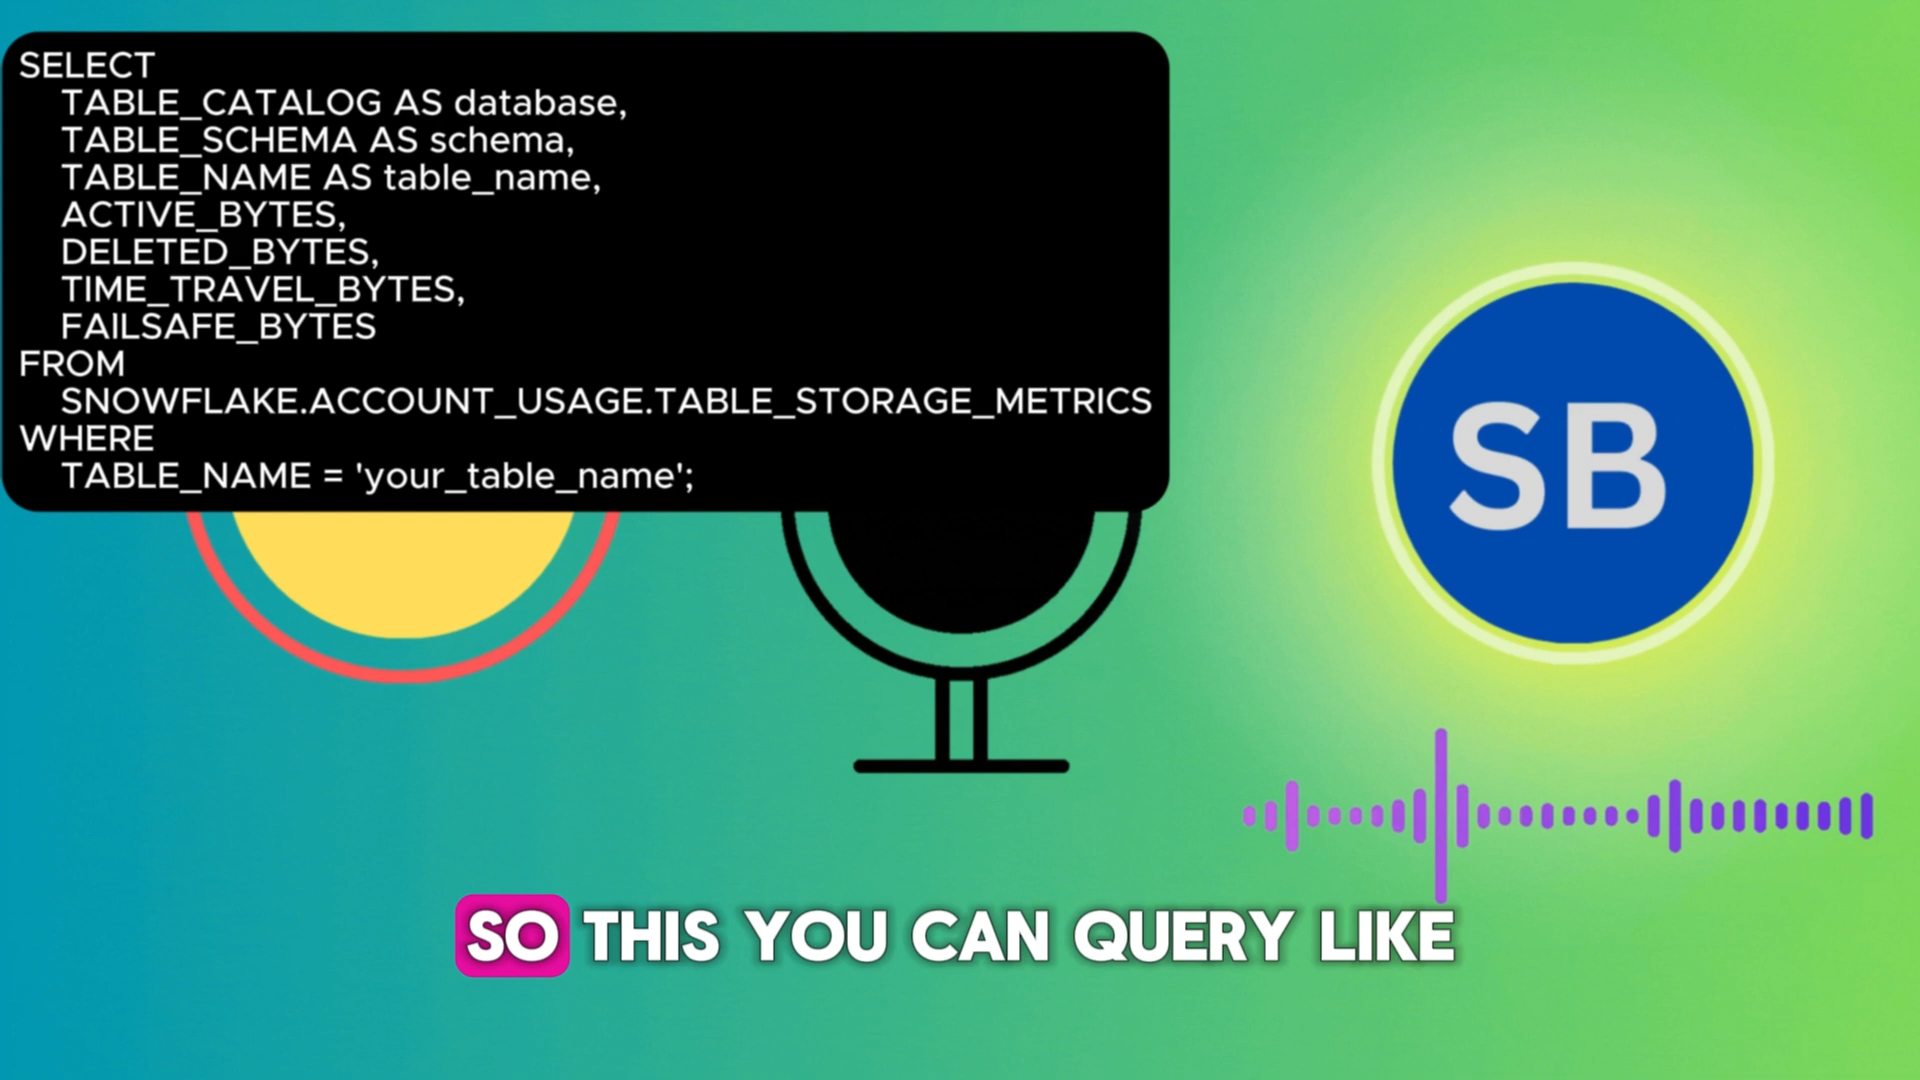 SELECT
TABLE_CATALOG AS database,
TABLE_SCHEMA AS schema,
TABLE_NAME AS table_name,
ACTIVE_BYTES,
DELETED_BYTES,
TIME_TRAVEL_BYTES,
FAILSAFE_BYTES
FROM
SNOWFLAKE.ACCOUNT_USAGE.TABLE_STORAGE_METRICS
WHERE
TABLE_NAME = 'your_table_name';
SB
SO THIS YOU CAN QUERY LIKE